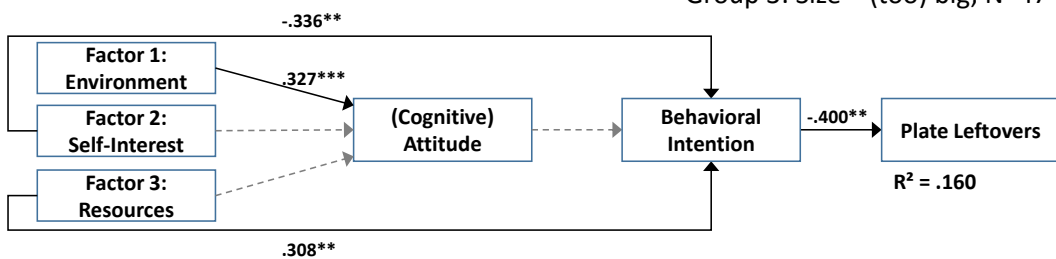 -.336**
Factor 1:
Environment
.327***
Factor 2:
Self-Interest
(Cognitive)
Attitude
Behavioral
Intention
-.400**
Plate Leftovers
R² = .160
Factor 3:
Resources
.308**